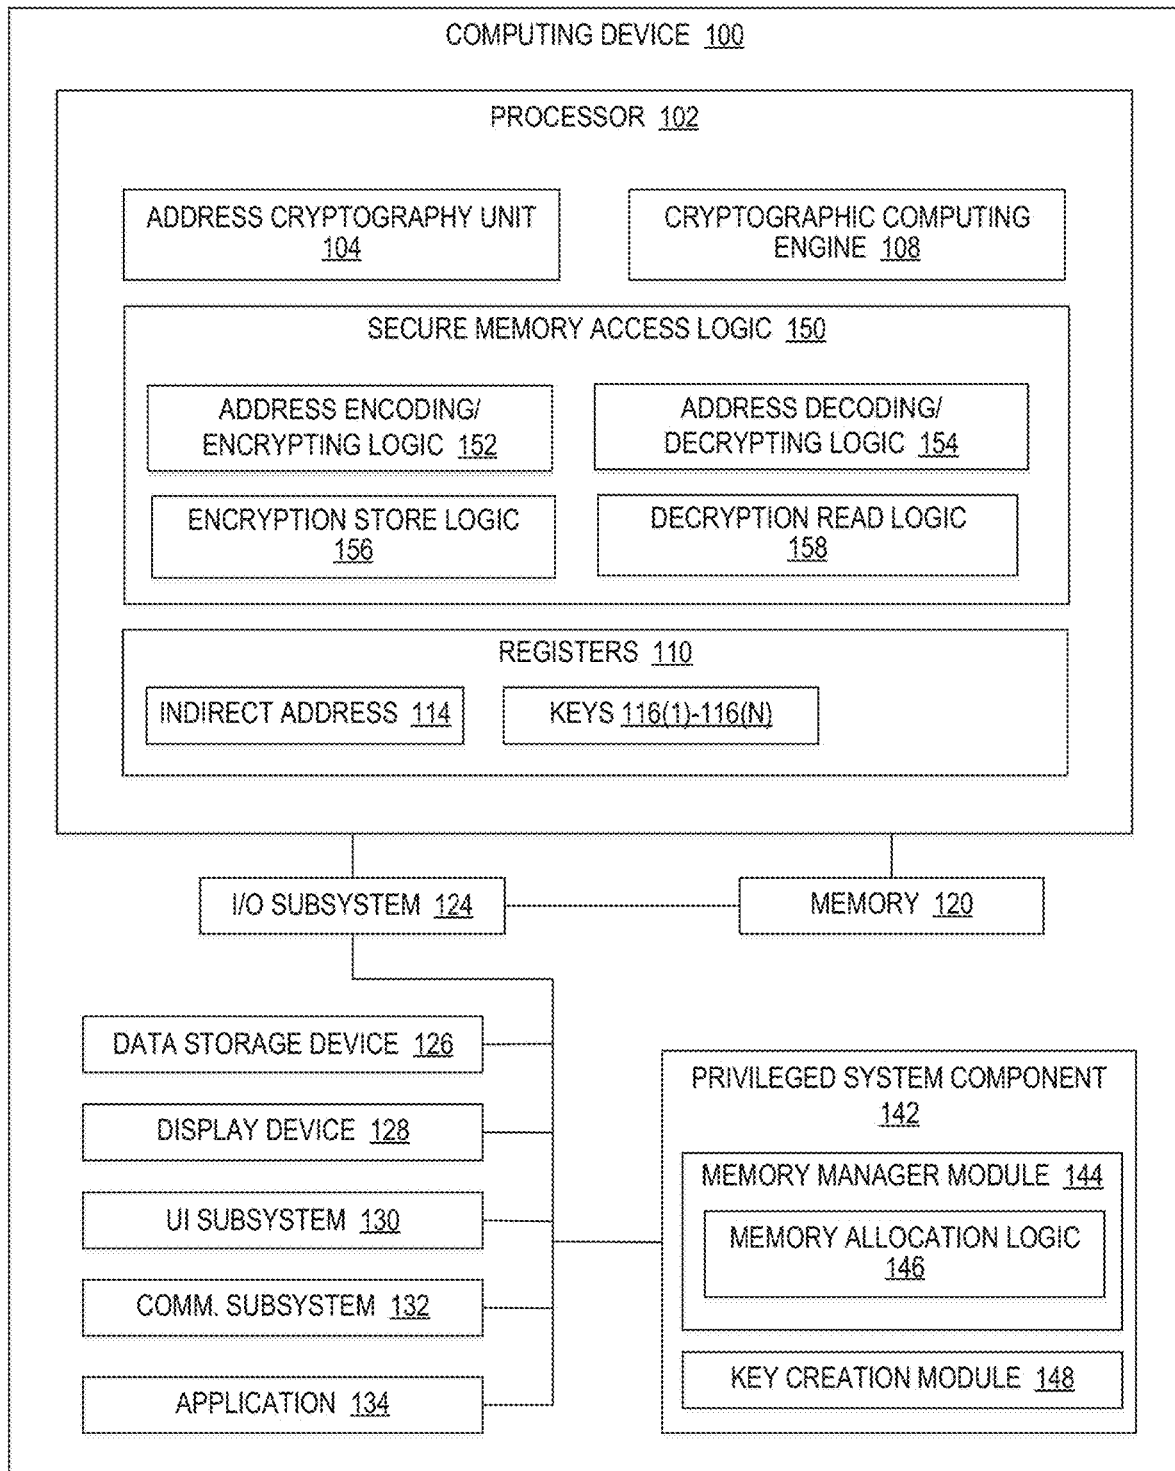 COMPUTING DEVICE 100
PROCESSOR 102
ADDRESS CRYPTOGRAPHY UNIT
104
CRYPTOGRAPHIC COMPUTING
ENGINE 108
SECURE MEMORY ACCESS LOGIC 150
ADDRESS ENCODING/
ENCRYPTING LOGIC 152
ADDRESS DECODING/
DECRYPTING LOGIC 154
ENCRYPTION STORE LOGIC
156
DECRYPTION READ LOGIC
158
REGISTERS 110
INDIRECT ADDRESS 114
KEYS 116(1)-116(N)
I/O SUBSYSTEM 124
MEMORY 120
DATA STORAGE DEVICE 126
DISPLAY DEVICE 128
UI SUBSYSTEM 130
COMM. SUBSYSTEM 132
APPLICATION 134
PRIVILEGED SYSTEM COMPONENT
142
MEMORY MANAGER MODULE 144
MEMORY ALLOCATION LOGIC
146
KEY CREATION MODULE 148